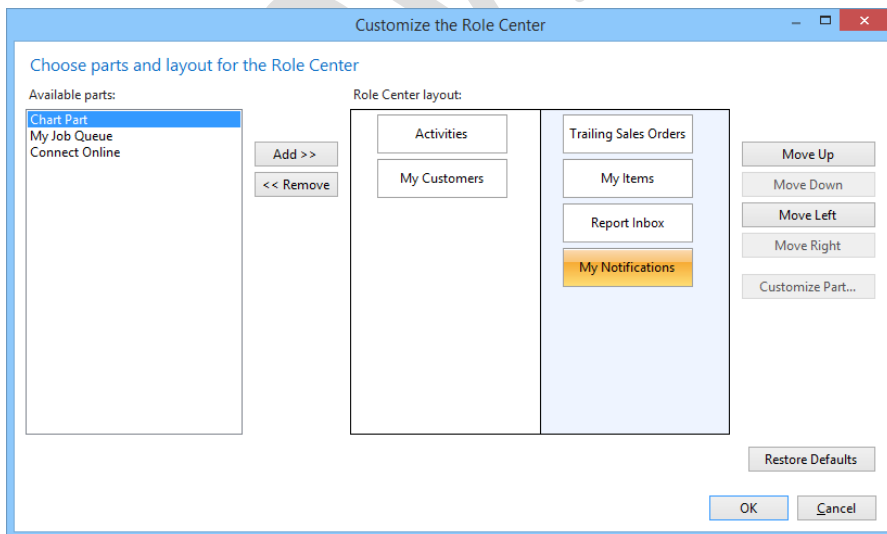 Customize the Role Center
Choose parts and layout for the Role Center
Available parts:
Chart Part
My Job Queue
Connect Online
Add >>
<< Remove
Role Center layout:
Activities
My Customers
Trailing Sales Orders
My Items
Report Inbox
My Notifications
Move Up
Move Down
Move Left
Move Right
Customize Part...
Restore Defaults
OK
Cancel